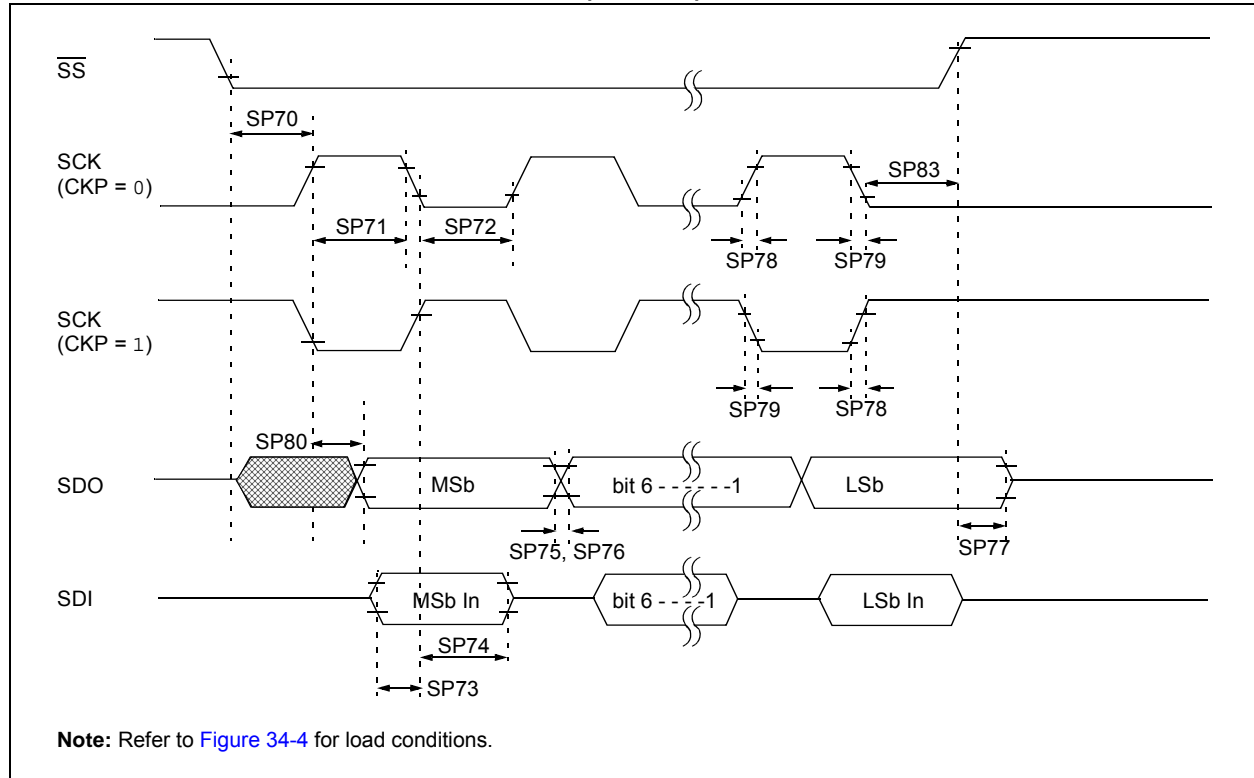 SS
SP70
SCK
(CKP = 0)
SP83
SP71
SP72
SP78
SP79
SCK
(CKP = 1)
SP79
SP78
SP80
SDO
MSb
bit 6 - - - - - -1
LSb
SP75, SP76
SP77
SDI
MSb In
bit 6 - - - -1
LSb In
SP74
SP73
Note: Refer to Figure 34-4 for load conditions.